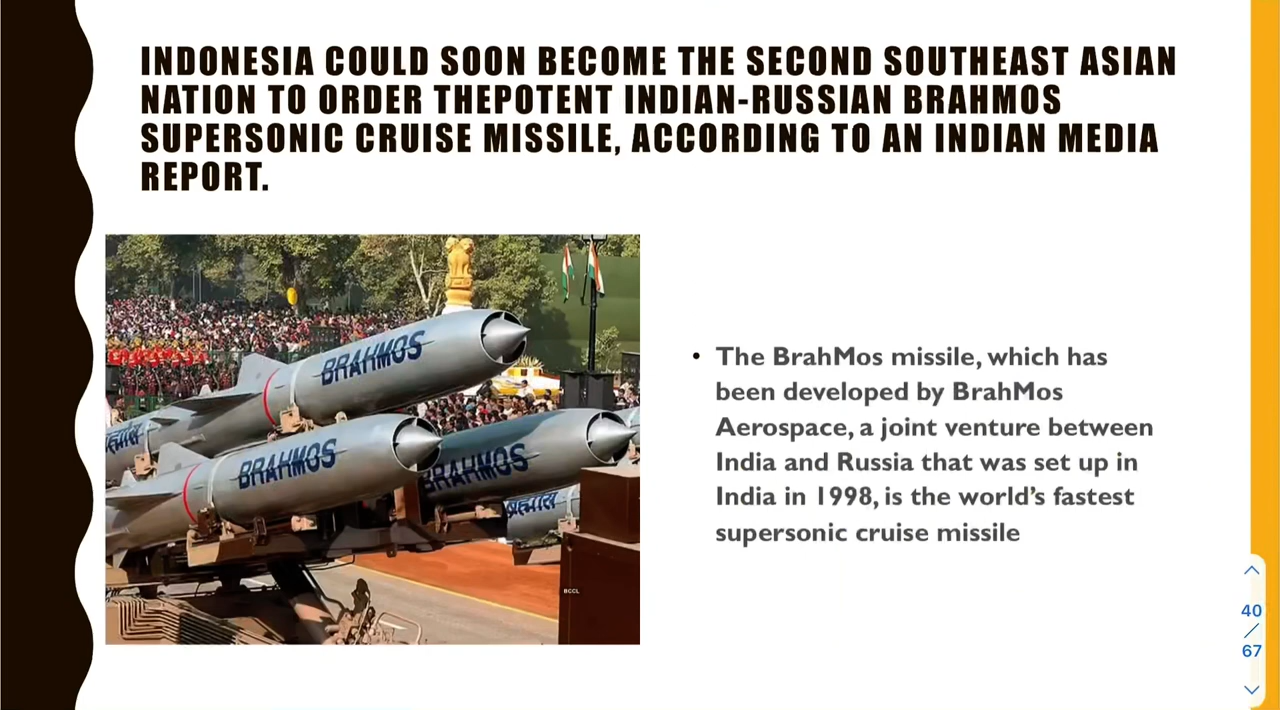 INDONESIA COULD SOON BECOME THE SECOND SOUTHEAST ASIAN
NATION TO ORDER THEPOTENT INDIAN-RUSSIAN BRAHMOS
SUPERSONIC CRUISE MISSILE, ACCORDING TO AN INDIAN MEDIA
REPORT.
BRAHMOS
BRAHMOS
BRAHMOS
ब्रह्मोस
ब्रह्मोस
BCCL
• The BrahMos missile, which has
been developed by BrahMos
Aerospace, a joint venture between
India and Russia that was set up in
India in 1998, is the world's fastest
supersonic cruise missile
40
/
67